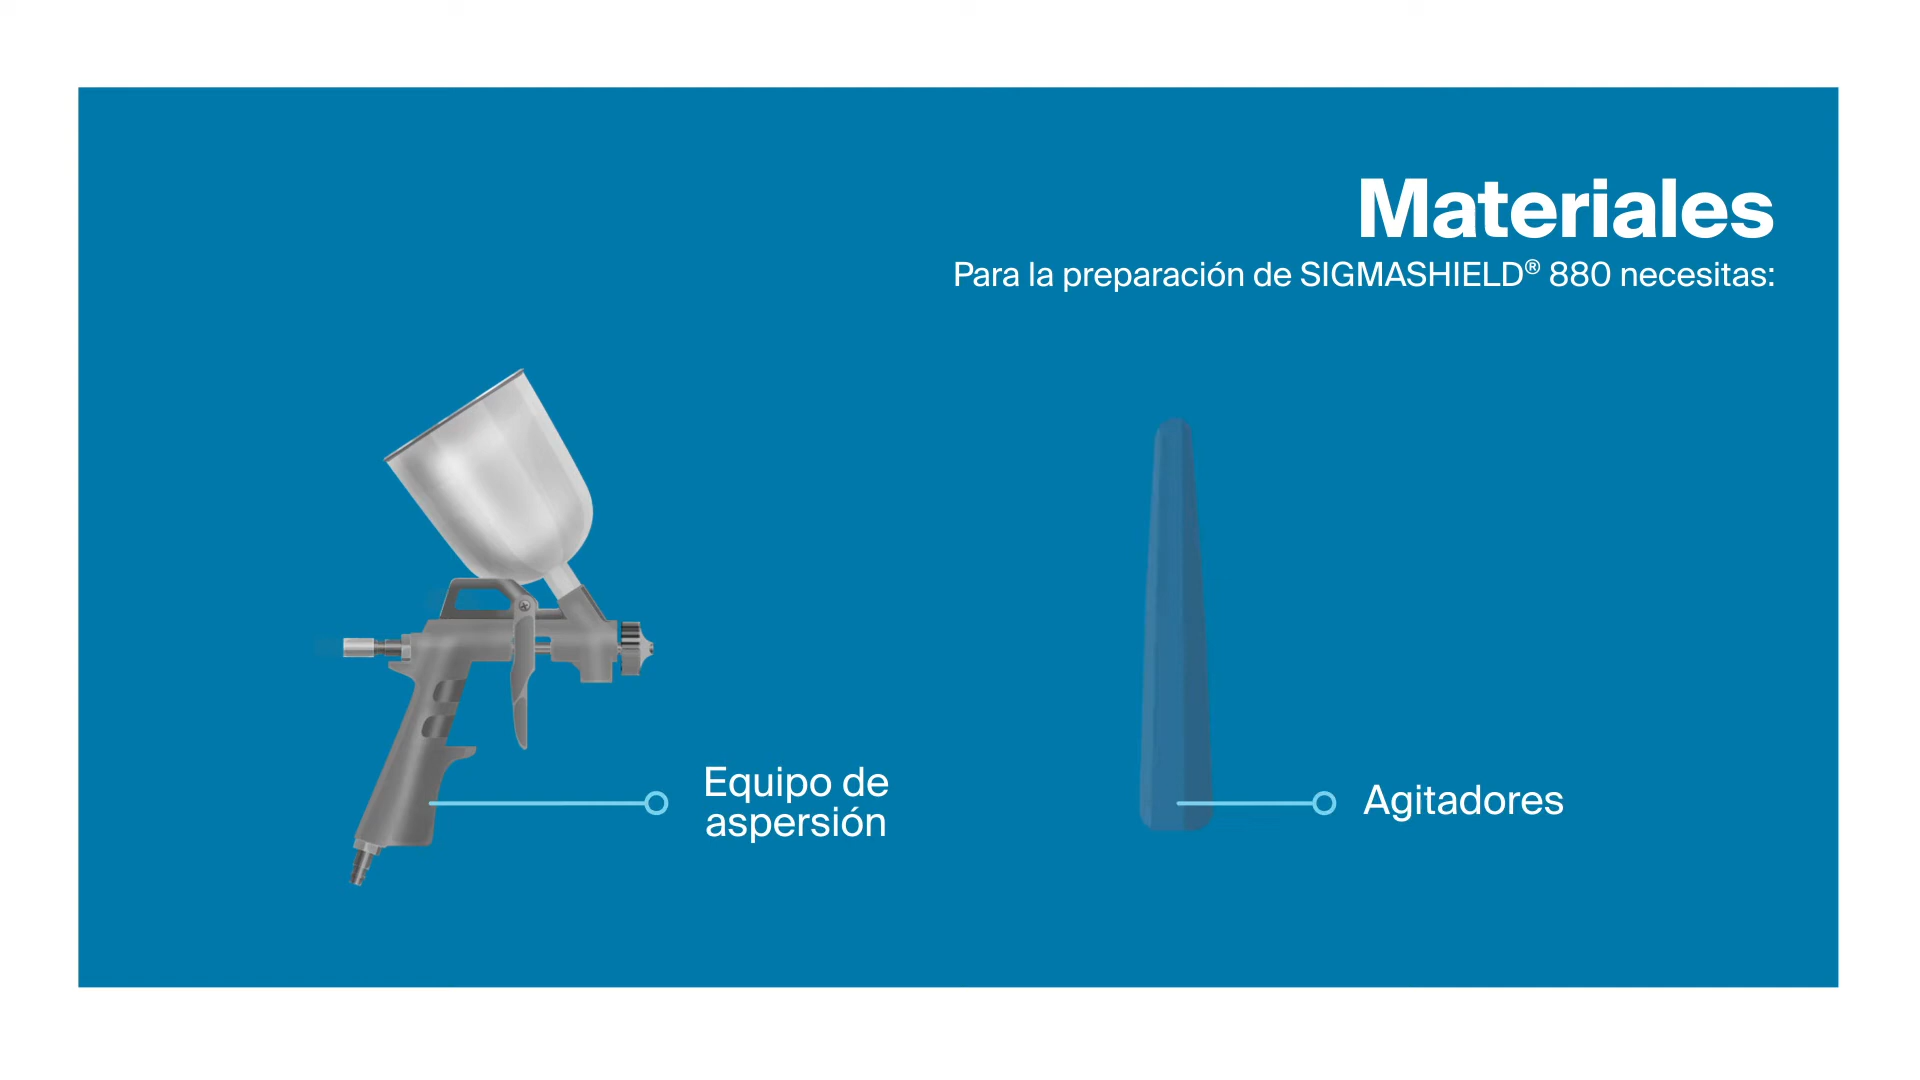 Materiales
Para la preparación de SIGMASHIELD® 880 necesitas:
Equipo de
aspersión
Agitadores